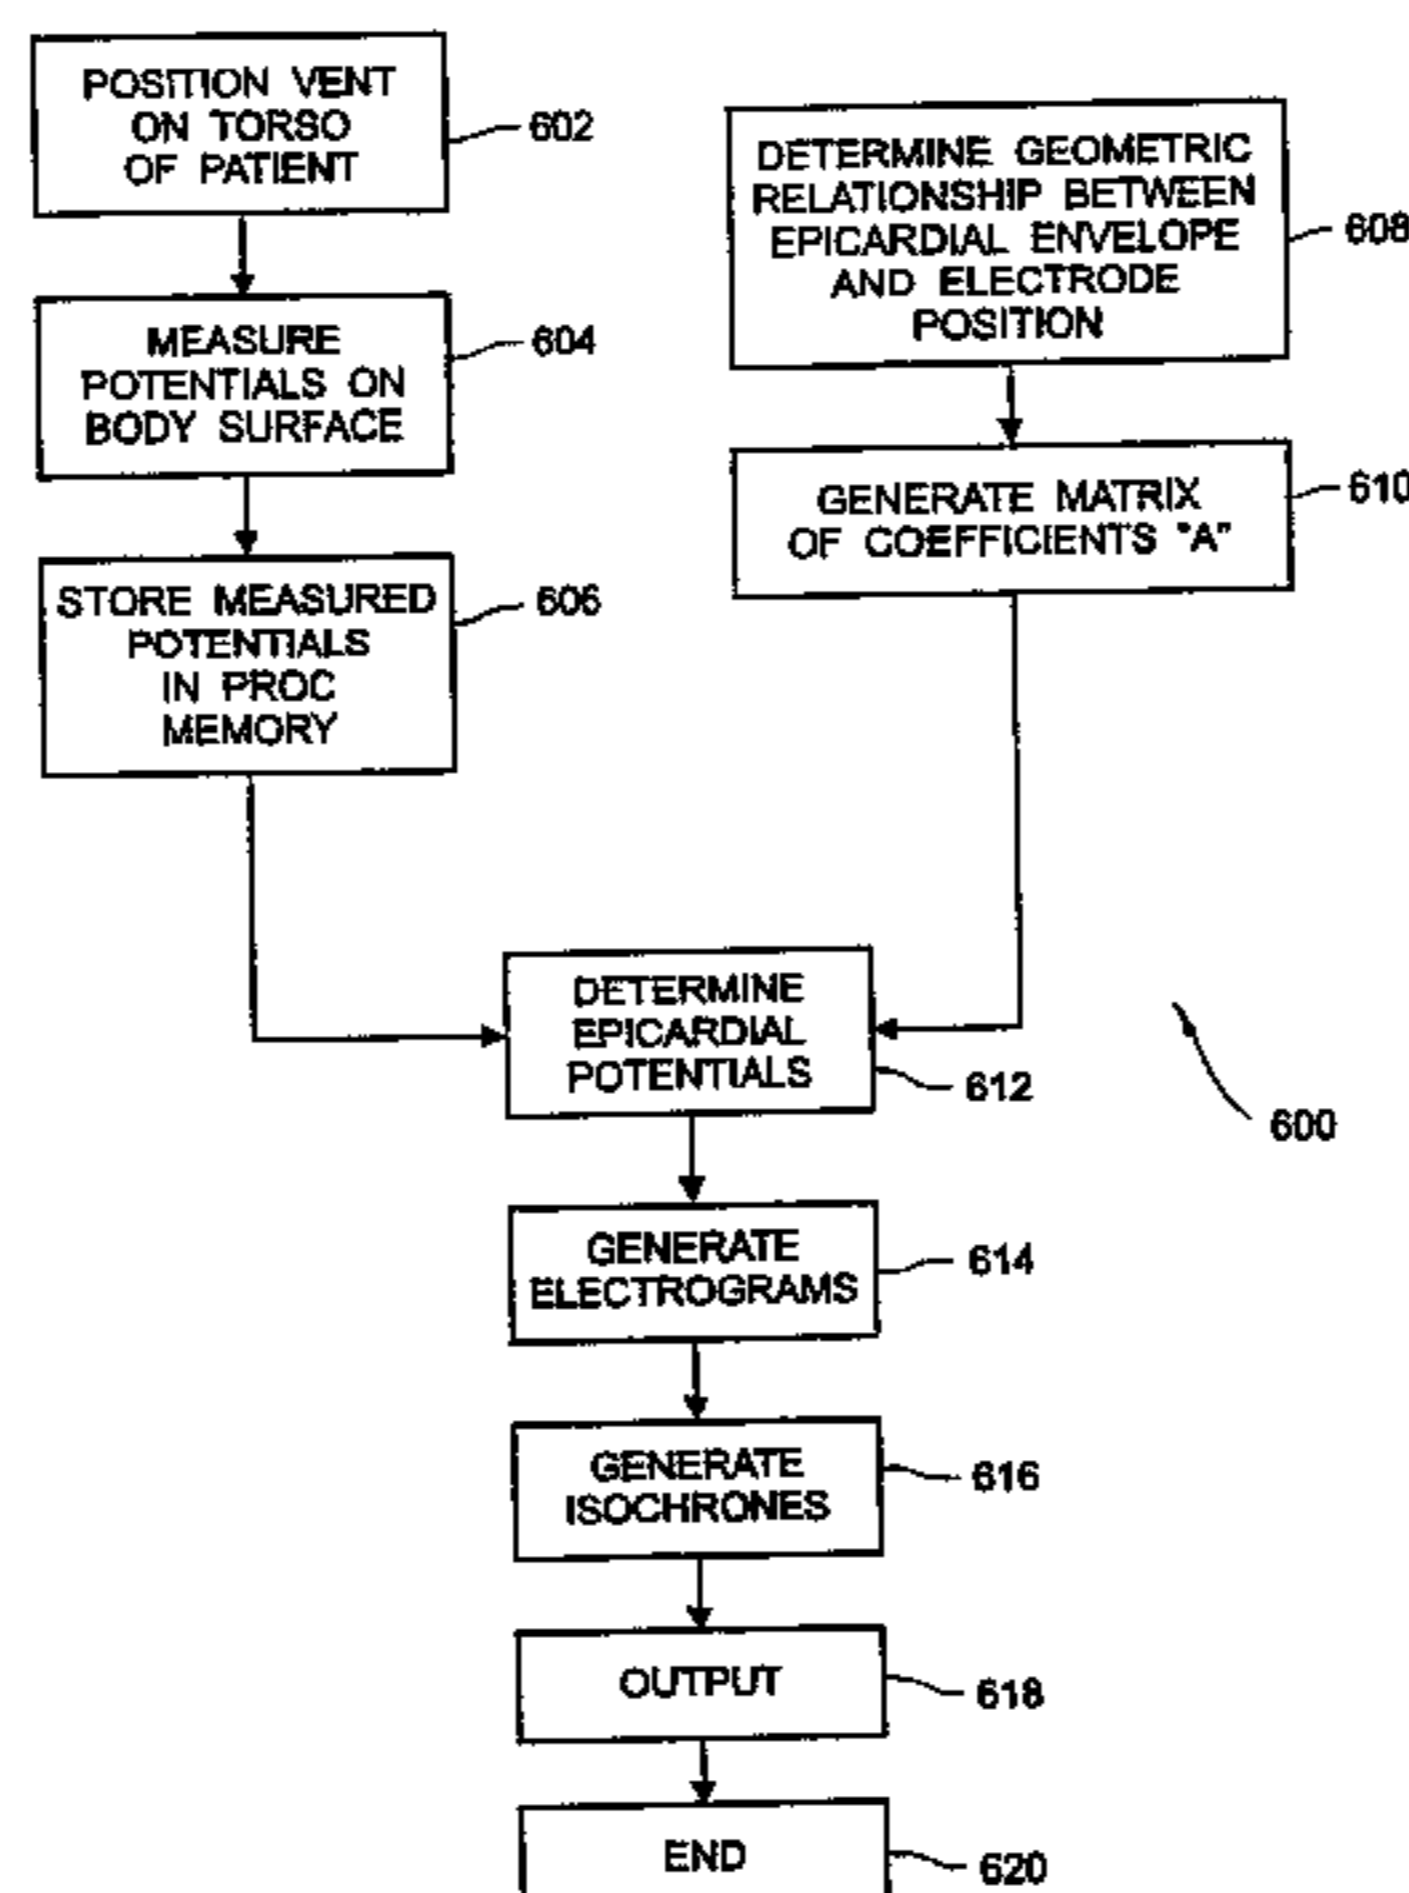 POSITION VENT
ON TORSO
OF PATIENT
602
MEASURE
POTENTIALS ON
BODY SURFACE
604
STORE MEASURED
POTENTIALS
IN PROC
MEMORY
606
DETERMINE GEOMETRIC
RELATIONSHIP BETWEEN
EPICARDIAL ENVELOPE
AND ELECTRODE
POSITION
608
GENERATE MATRIX
OF COEFFICIENTS "A"
610
DETERMINE
EPICARDIAL
POTENTIALS
612
600
GENERATE
ELECTROGRAMS
614
GENERATE
ISOCHRONES
616
OUTPUT
618
END
620